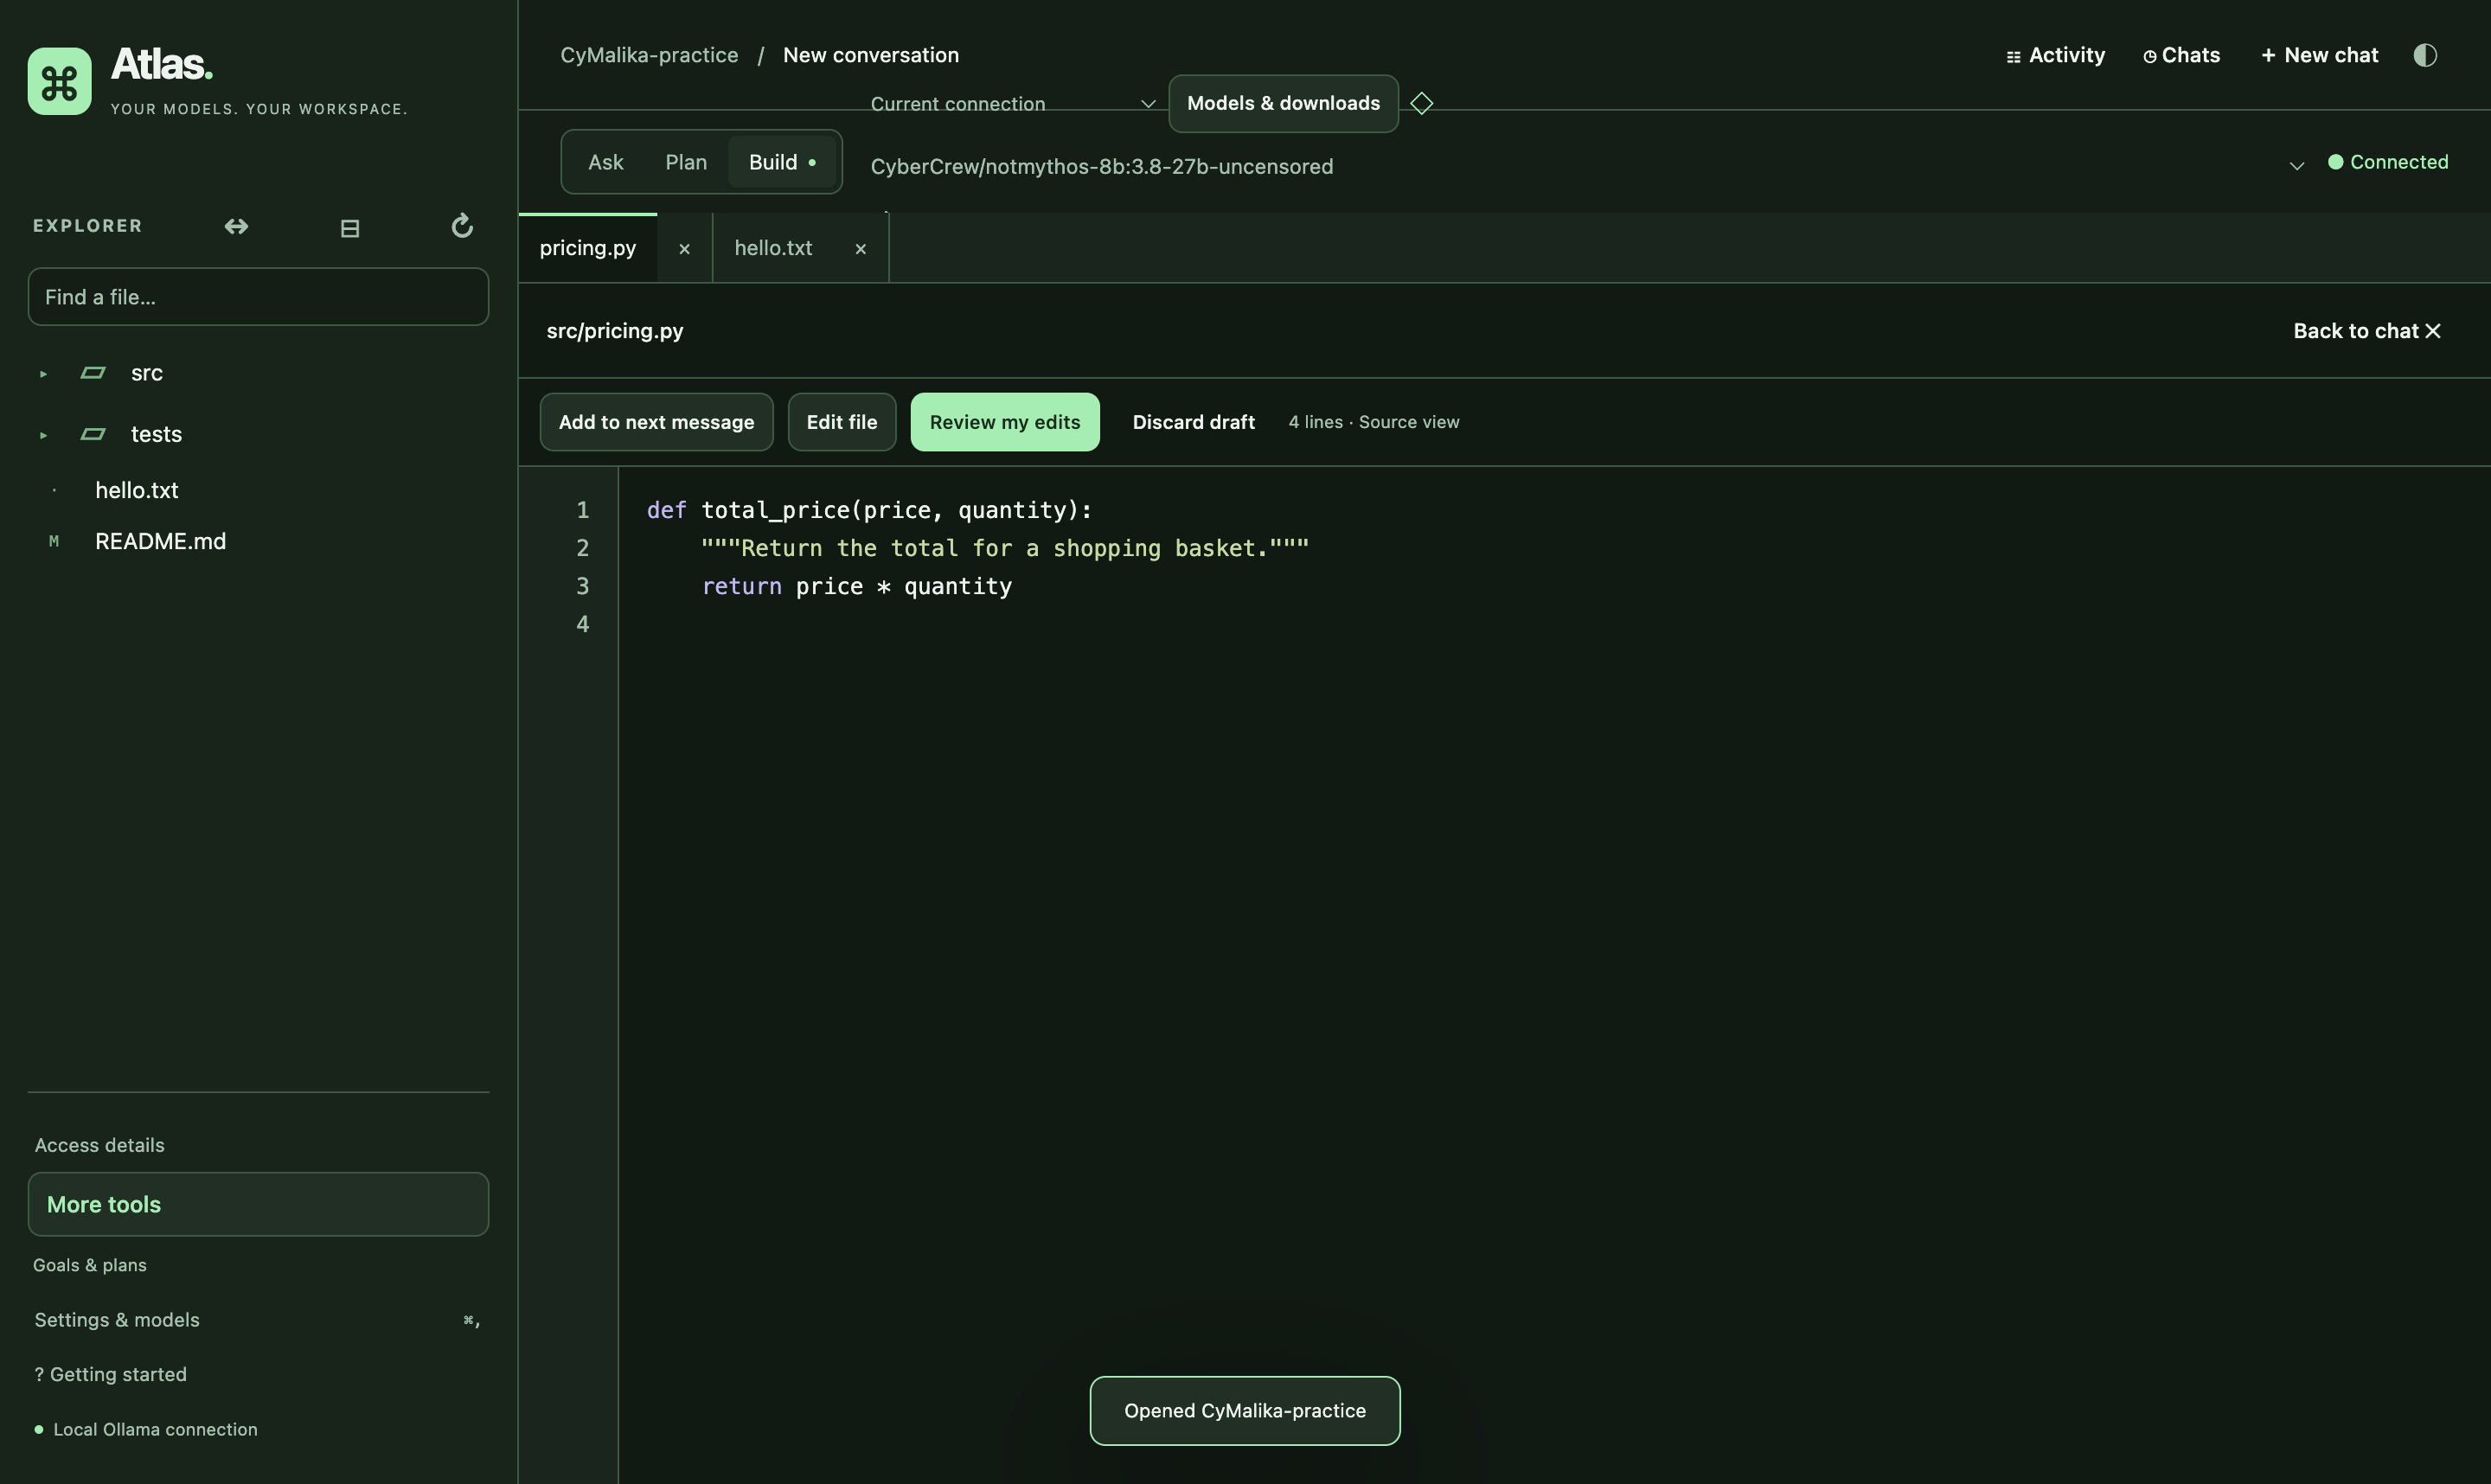 Atlas.
YOUR MODELS. YOUR WORKSPACE.
EXPLORER
Find a file...
src
tests
hello.txt
M README.md
Access details
More tools
Goals & plans
Settings & models ⌘,
? Getting started
Local Ollama connection
CyMalika-practice / New conversation
Activity
Chats
+ New chat
Current connection
Models & downloads
Ask
Plan
Build
CyberCrew/notmythos-8b:3.8-27b-uncensored
Connected
pricing.py ×
hello.txt ×
src/pricing.py
Back to chat ×
Add to next message
Edit file
Review my edits
Discard draft
4 lines · Source view
1 def total_price(price, quantity):
2     """Return the total for a shopping basket."""
3     return price * quantity
4
Opened CyMalika-practice